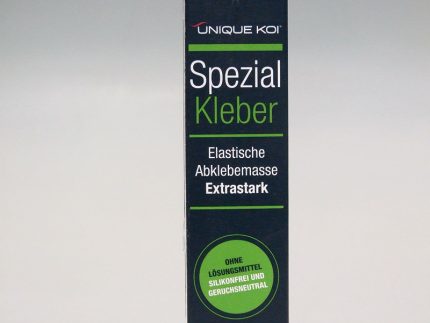 UNIQUE KOI
Spezial
Kleber
Elastische
Abklebemasse
Extrastark
OHNE
LÖSUNGSMITTEL
SILIKONFREI UND
GERUCHSNEUTRAL